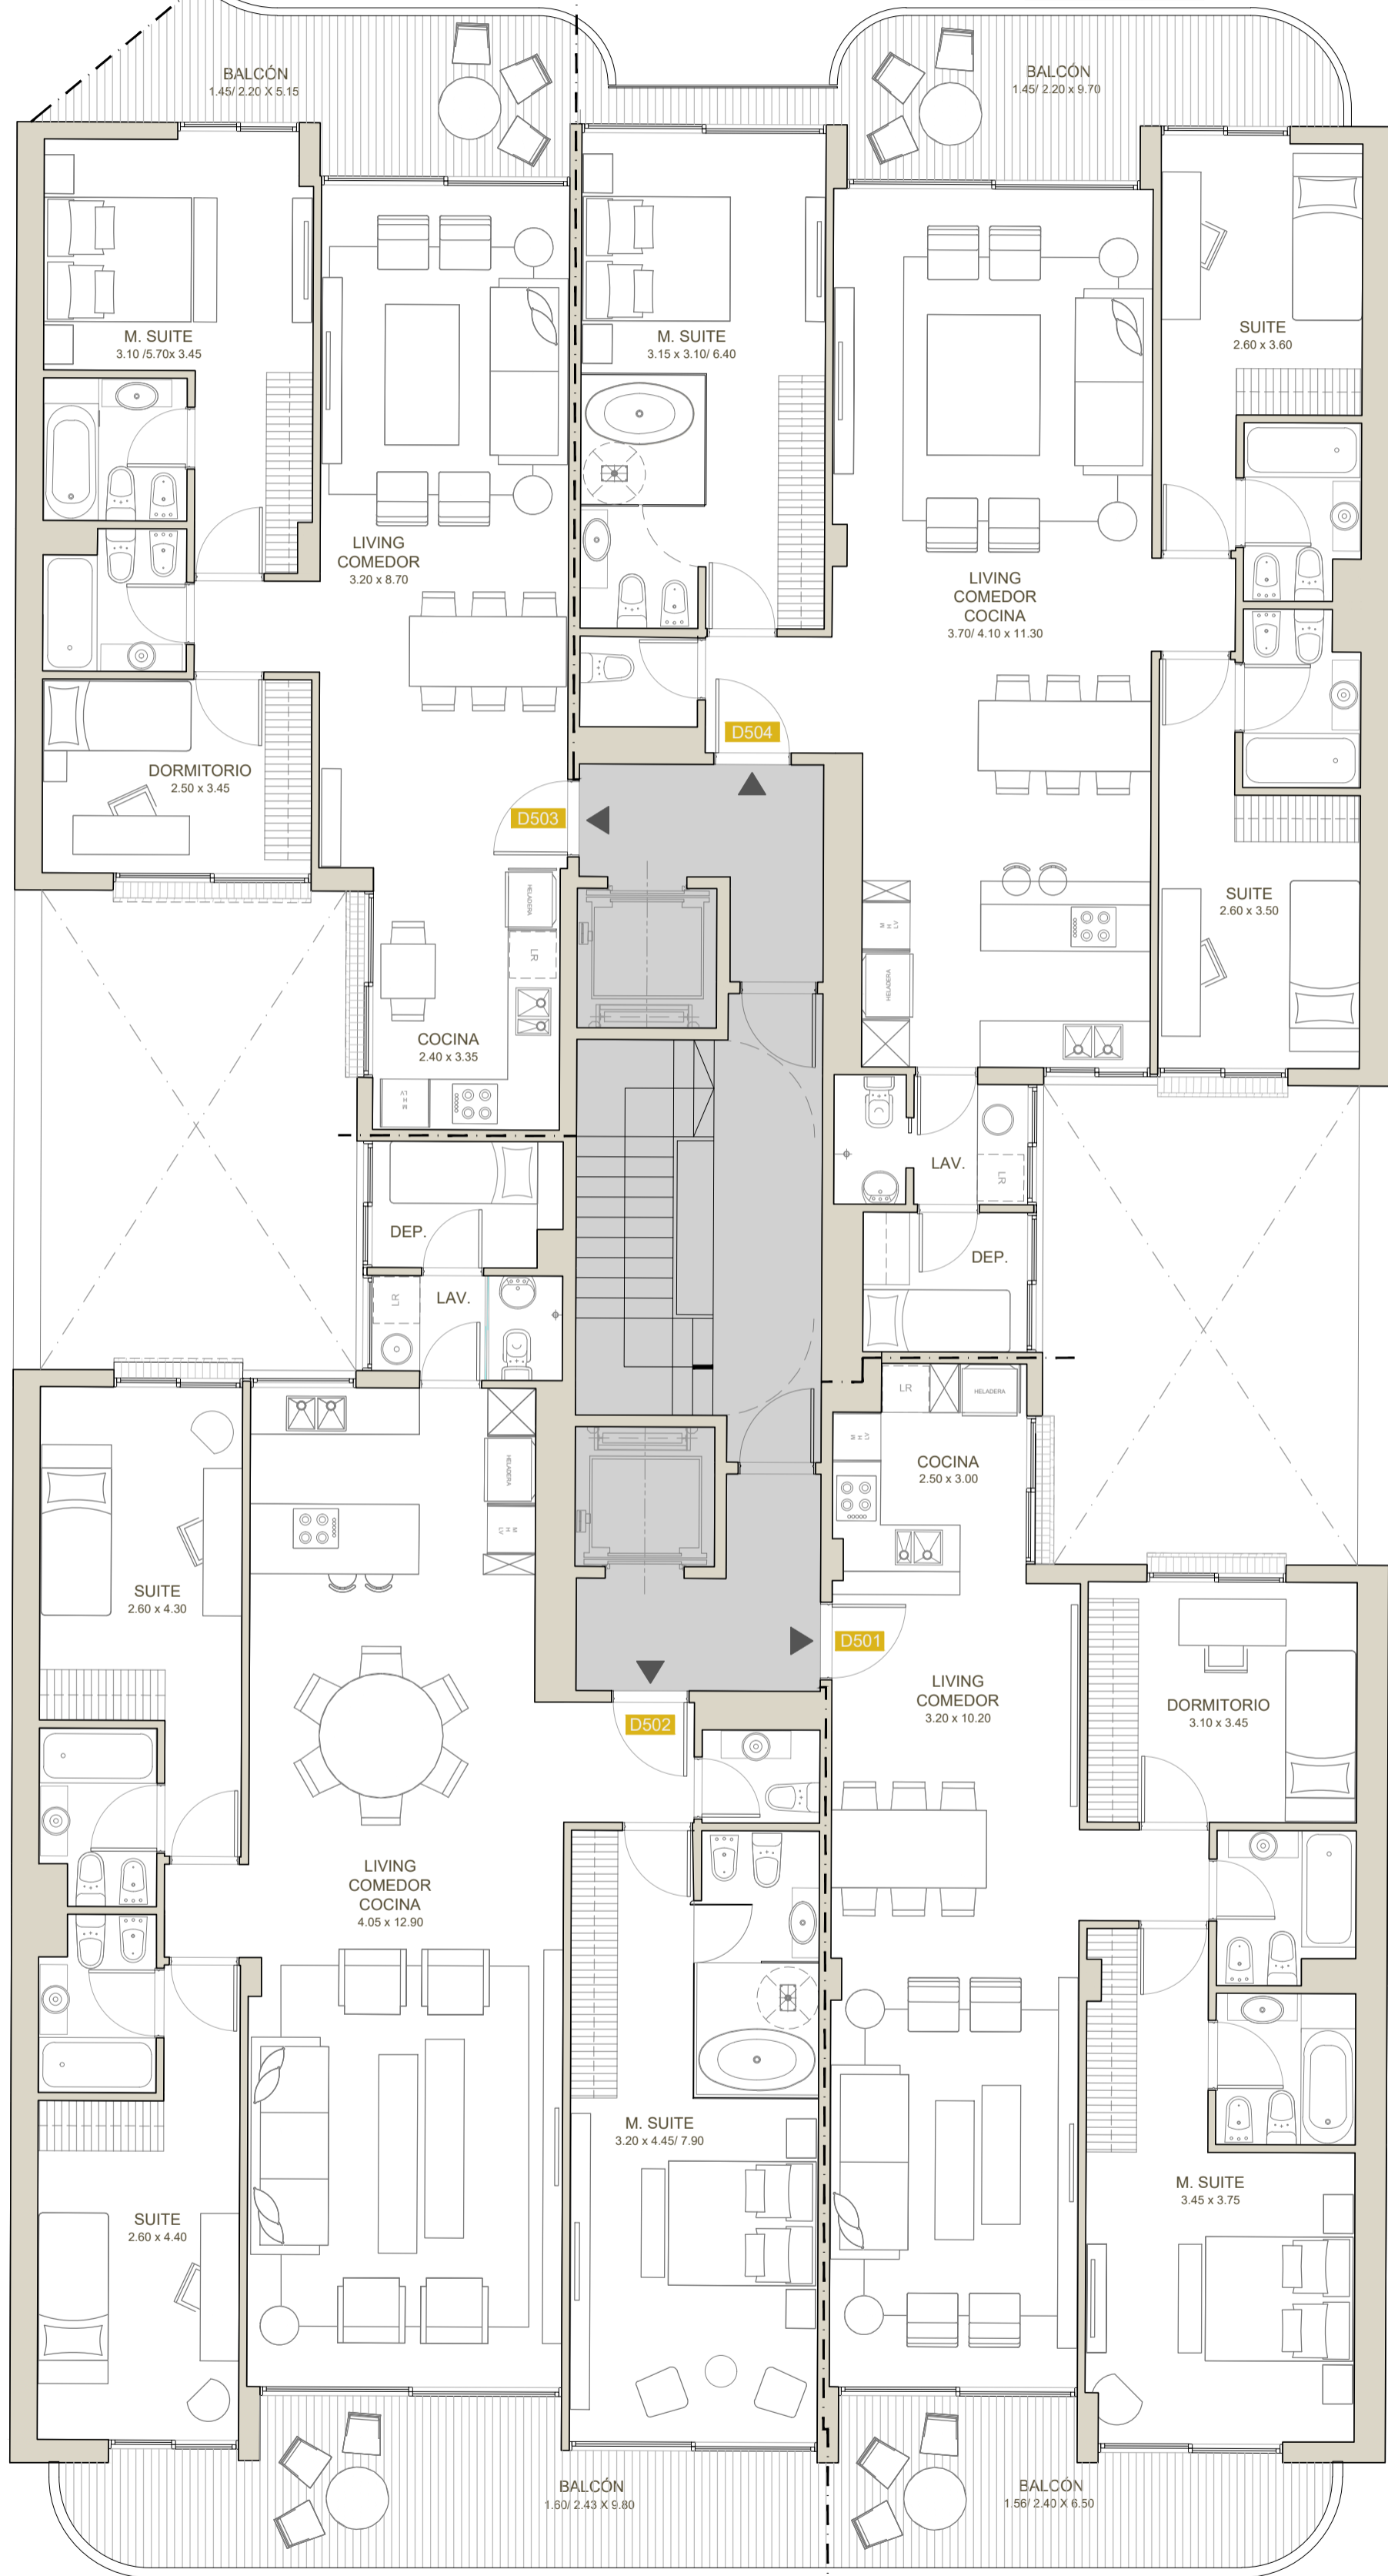 BALCÓN
1.45/ 2.20 X 5.15
BALCÓN
1.45/ 2.20 x 9.70
M. SUITE
3.10 /5.70x 3.45
M. SUITE
3.15 x 3.10/ 6.40
SUITE
2.60 x 3.60
LIVING
COMEDOR
3.20 x 8.70
LIVING
COMEDOR
COCINA
3.70/ 4.10 x 11.30
D504
DORMITORIO
2.50 x 3.45
D503
HELADERA
LR
SUITE
2.60 x 3.50
LV
H
M
HELADERA
COCINA
2.40 x 3.35
M
H
LV
LAV.
LR
DEP.
DEP.
LR
LAV.
LR
HELADERA
HELADERA
M
H
LV
LV
H
M
COCINA
2.50 x 3.00
SUITE
2.60 x 4.30
D501
LIVING
COMEDOR
3.20 x 10.20
DORMITORIO
3.10 x 3.45
D502
LIVING
COMEDOR
COCINA
4.05 x 12.90
M. SUITE
3.20 x 4.45/ 7.90
M. SUITE
3.45 x 3.75
SUITE
2.60 x 4.40
BALCÓN
1.60/ 2.43 X 9.80
BALCÓN
1.56/ 2.40 X 6.50